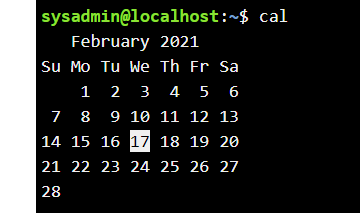 sysadmin@localhost:~$ cal
   February 2021
Su Mo Tu We Th Fr Sa
    1  2  3  4  5  6
 7  8  9 10 11 12 13
14 15 16 17 18 19 20
21 22 23 24 25 26 27
28